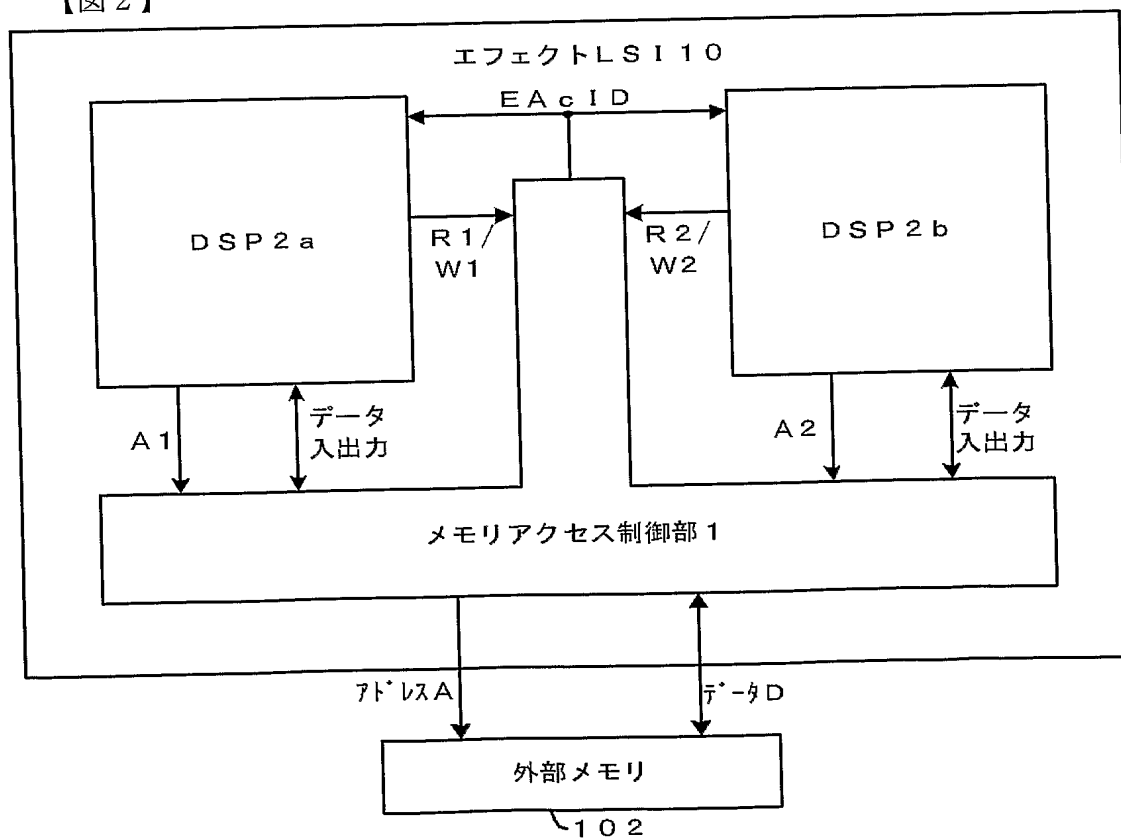 【図2】
エフェクトLSI10
EAcID
DSP2a
R1/
W1
R2/
W2
DSP2b
A1
データ
入出力
A2
データ
入出力
メモリアクセス制御部1
アドレスA
データD
外部メモリ
102